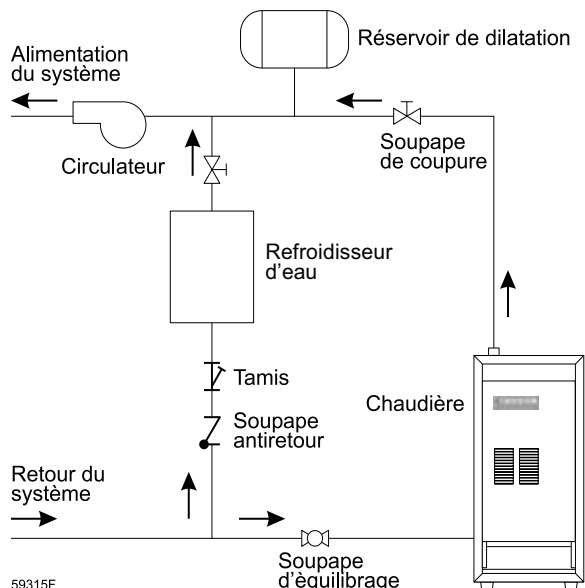 Réservoir de dilatation
Alimentation
du système
Circulateur
Soupape
de coupure
Refroidisseur
d'eau
Tamis
Chaudière
Soupape
antiretour
Retour du
système
Soupape
d'èquilibrage
59315F